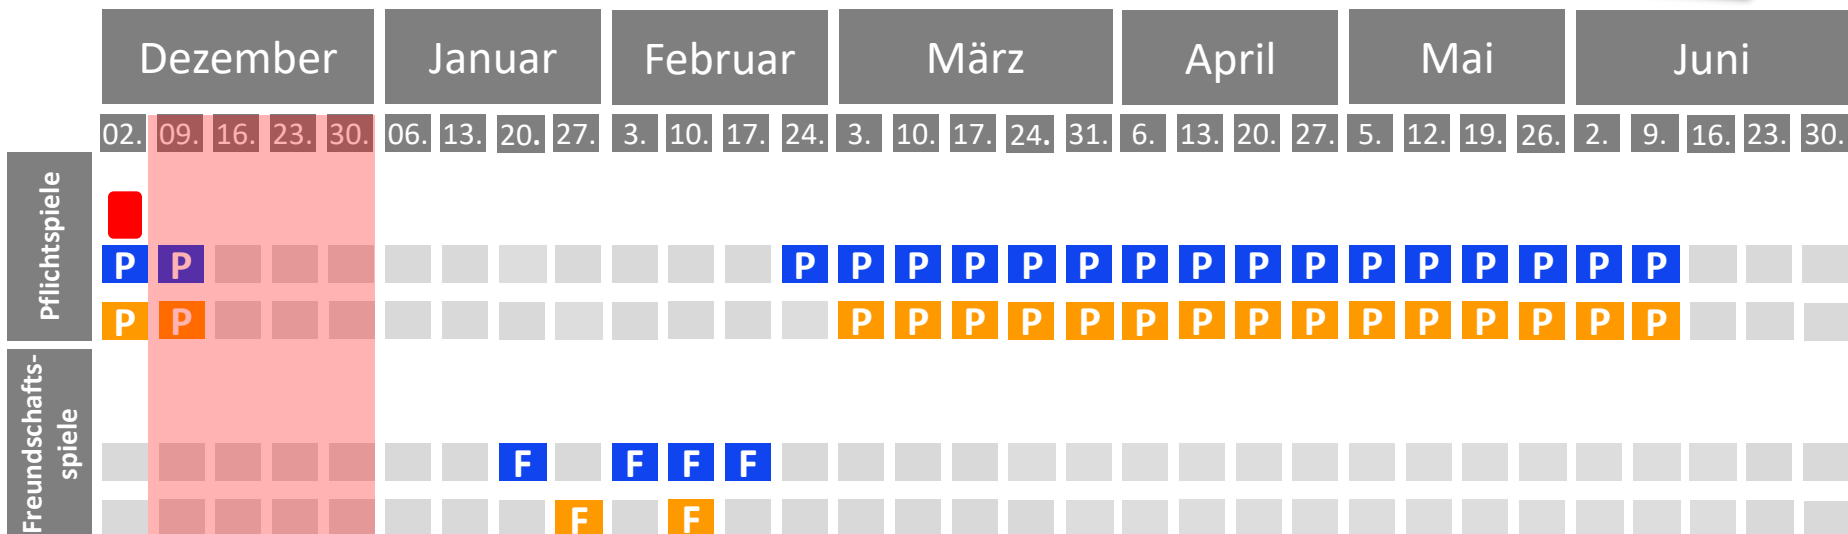 Dezember Januar Februar März April Mai Juni
02. 09. 16. 23. 30. 06. 13. 20. 27. 3. 10. 17. 24. 3. 10. 17. 24. 31. 6. 13. 20. 27. 5. 12. 19. 26. 2. 9. 16. 23. 30.
Pflichtspiele
P P P P P P P P P P P P P P P P P P
P P P P P P P P P P P P P P P P P
Freundschafts-
spiele
F F F F
F F